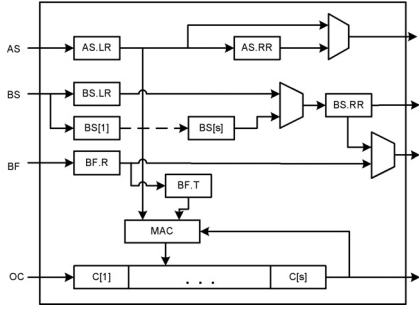 AS AS.LR AS.RR
BS BS.LR BS.RR
BS[1] BS[s]
BF BF.R
BF.T
MAC
OC C[1] . . . C[s]